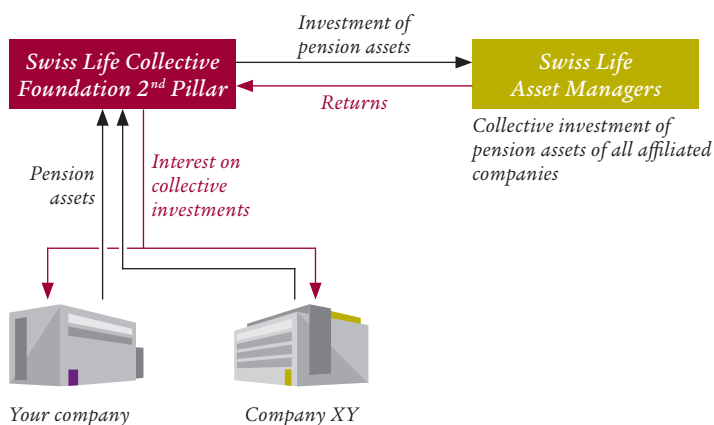 Investment of
pension assets
Swiss Life Collective
Foundation 2nd Pillar
Swiss Life
Asset Managers
Returns
Collective investment of
pension assets of all affiliated
companies
Pension
assets
Interest on
collective
investments
Your company
Company XY